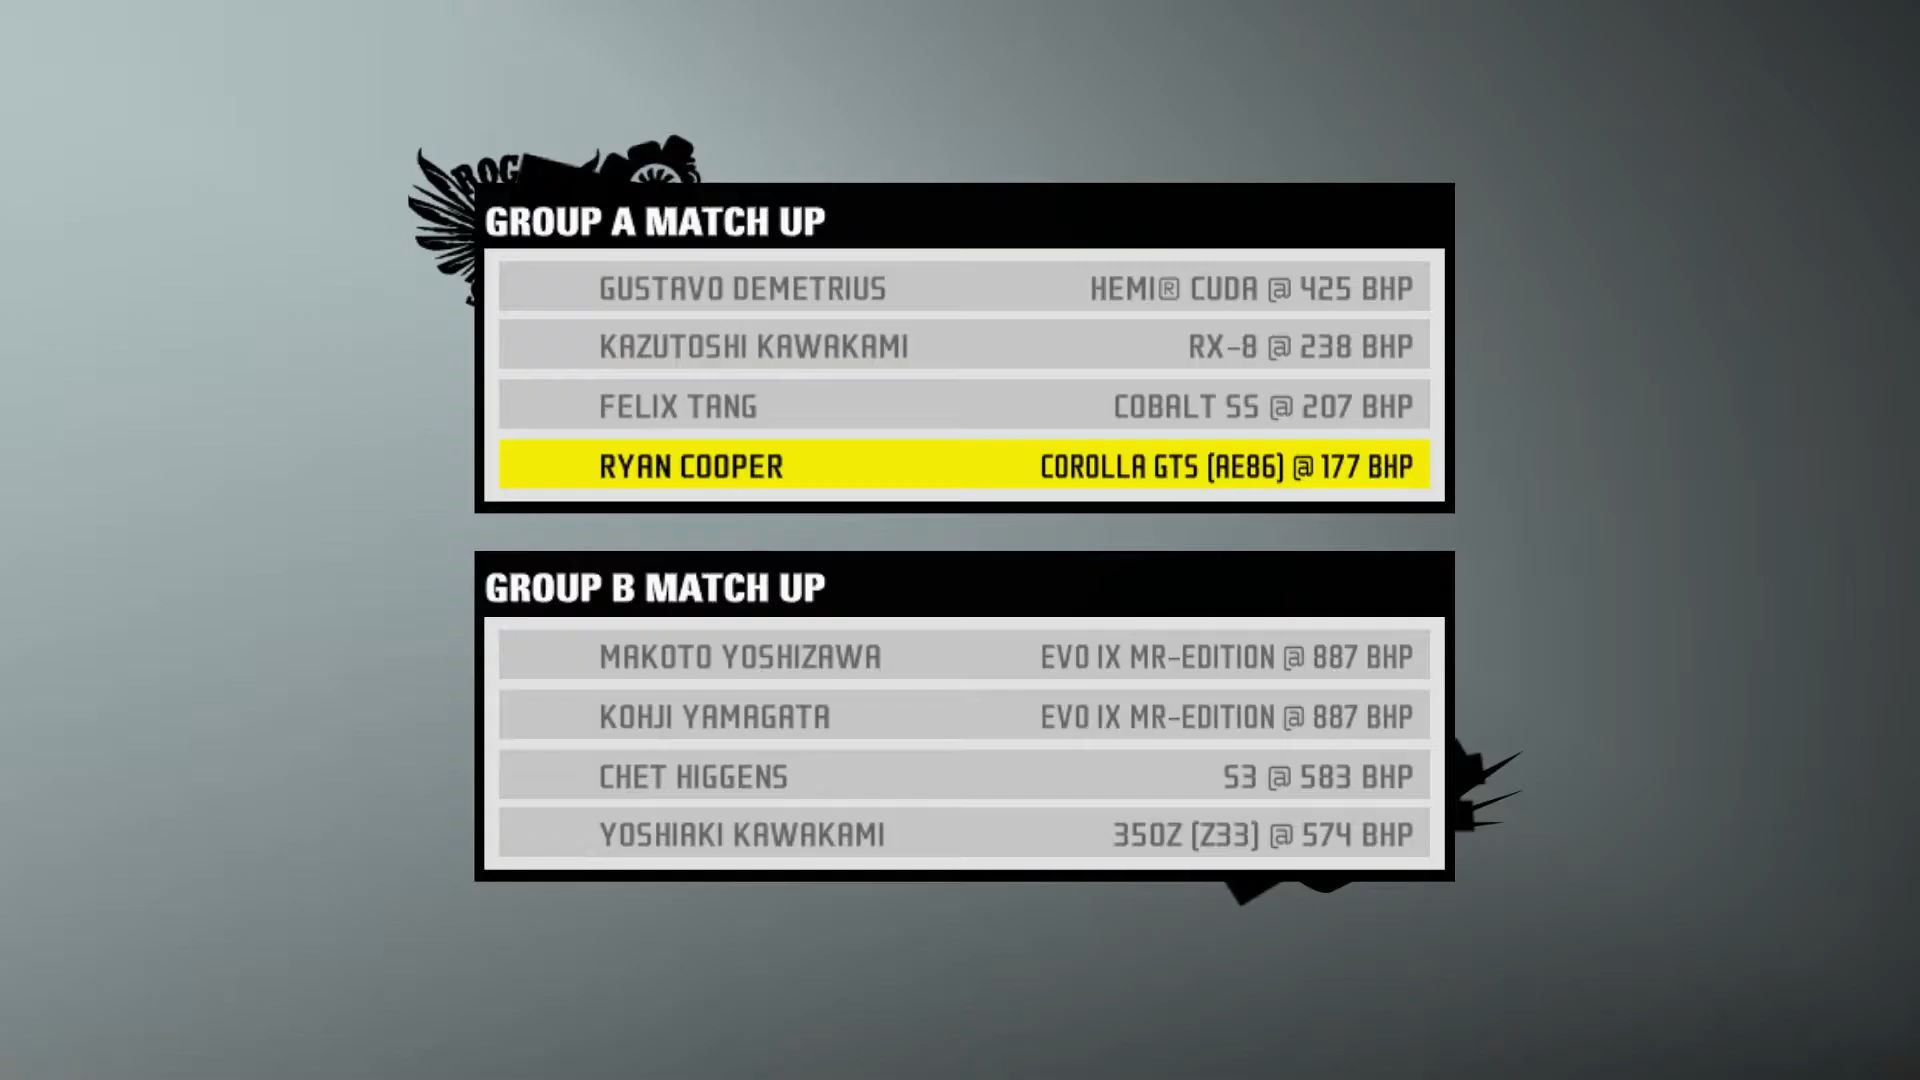 ROG
GROUP A MATCH UP
GUSTAVO DEMETRIUS HEMI® CUDA @ 425 BHP
KAZUTOSHI KAWAKAMI RX-8 @ 238 BHP
FELIX TANG COBALT SS @ 207 BHP
RYAN COOPER COROLLA GTS (AE86) @ 177 BHP
GROUP B MATCH UP
MAKOTO YOSHIZAWA EVO IX MR-EDITION @ 887 BHP
KOHJI YAMAGATA EVO IX MR-EDITION @ 887 BHP
CHET HIGGENS S3 @ 583 BHP
YOSHIAKI KAWAKAMI 350Z (Z33) @ 574 BHP